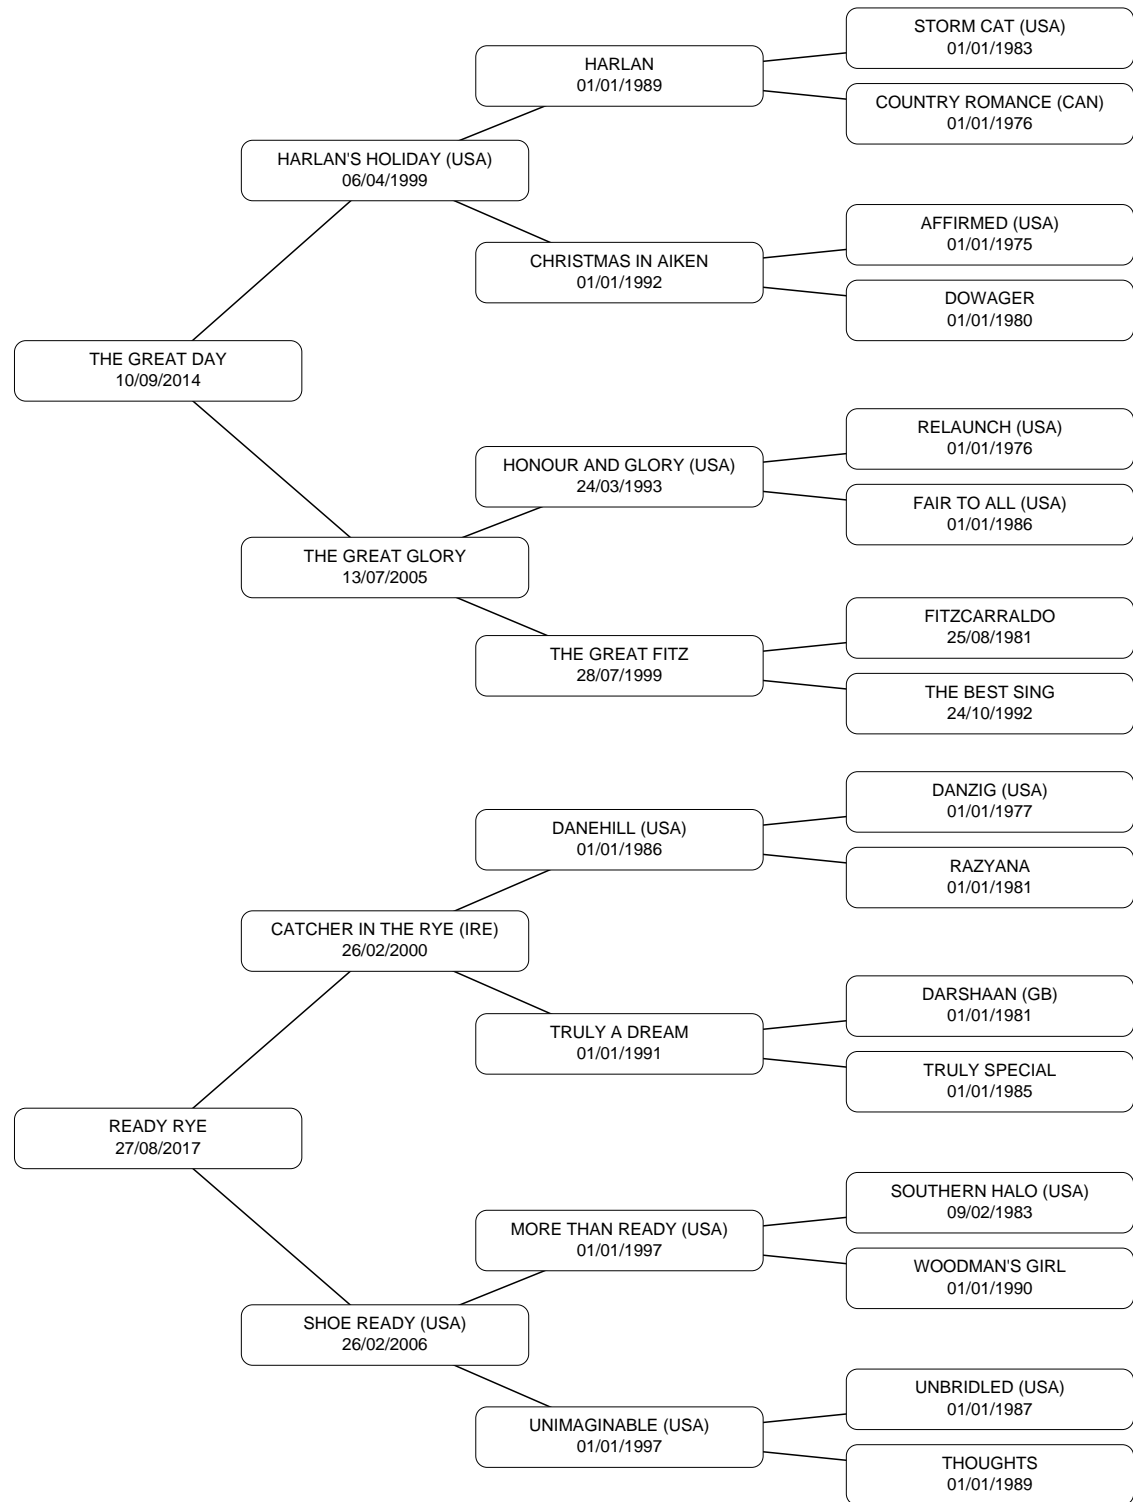 STORM CAT (USA)
01/01/1983
HARLAN
01/01/1989
COUNTRY ROMANCE (CAN)
01/01/1976
HARLAN'S HOLIDAY (USA)
06/04/1999
AFFIRMED (USA)
01/01/1975
CHRISTMAS IN AIKEN
01/01/1992
DOWAGER
01/01/1980
THE GREAT DAY
10/09/2014
RELAUNCH (USA)
01/01/1976
HONOUR AND GLORY (USA)
24/03/1993
FAIR TO ALL (USA)
01/01/1986
THE GREAT GLORY
13/07/2005
FITZCARRALDO
25/08/1981
THE GREAT FITZ
28/07/1999
THE BEST SING
24/10/1992
DANZIG (USA)
01/01/1977
DANEHILL (USA)
01/01/1986
RAZYANA
01/01/1981
CATCHER IN THE RYE (IRE)
26/02/2000
DARSHAAN (GB)
01/01/1981
TRULY A DREAM
01/01/1991
TRULY SPECIAL
01/01/1985
READY RYE
27/08/2017
SOUTHERN HALO (USA)
09/02/1983
MORE THAN READY (USA)
01/01/1997
WOODMAN'S GIRL
01/01/1990
SHOE READY (USA)
26/02/2006
UNBRIDLED (USA)
01/01/1987
UNIMAGINABLE (USA)
01/01/1997
THOUGHTS
01/01/1989